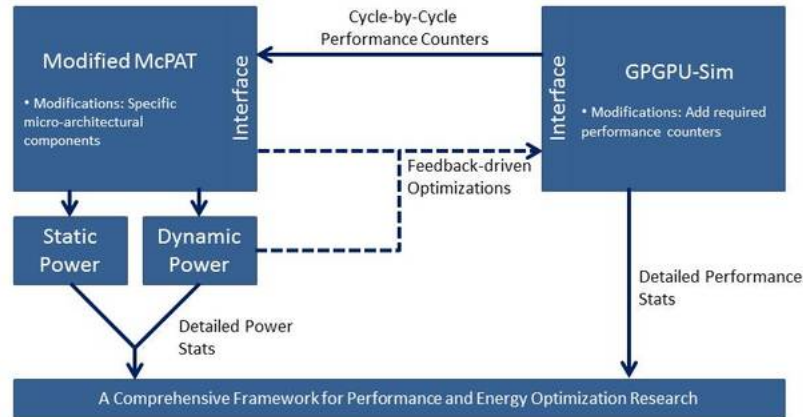 Cycle-by-Cycle
Performance Counters
Modified McPAT
• Modifications: Specific
micro-architectural
components
Interface
Interface
GPGPU-Sim
• Modifications: Add required
performance counters
Feedback-driven
Optimizations
Static
Power
Dynamic
Power
Detailed Power
Stats
Detailed Performance
Stats
A Comprehensive Framework for Performance and Energy Optimization Research